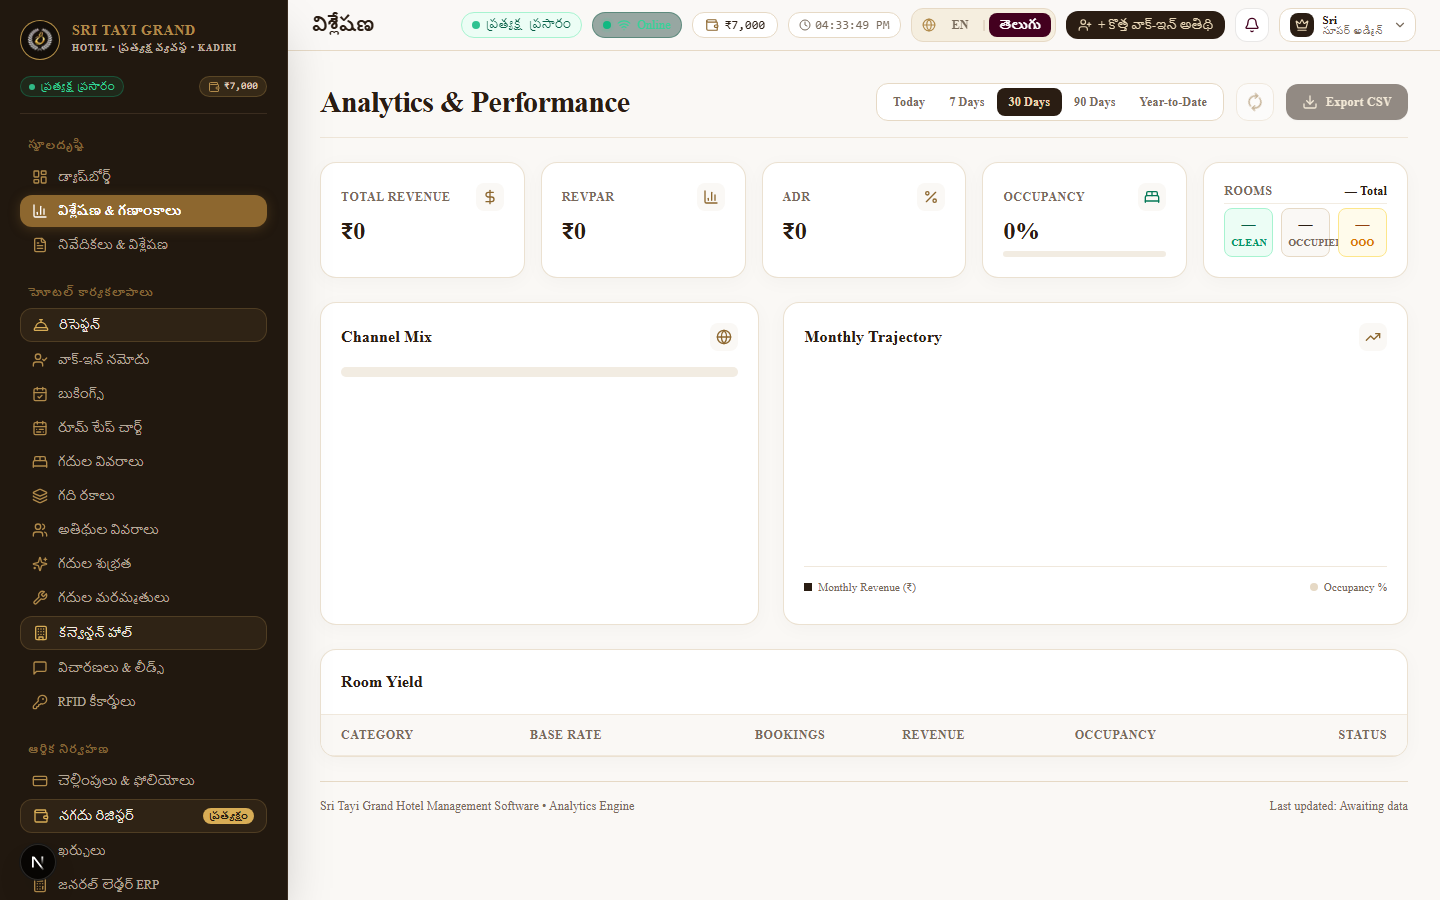 SRI TAYI GRAND
HOTEL • ప్రత్యక్ష వ్యవస్థ • KADIRI
ప్రత్యక్ష ప్రసారం
₹7,000
స్థూలదృష్టి
డ్యాష్‌బోర్డ్
విశ్లేషణ & గణాంకాలు
నివేదికలు & విశ్లేషణ
హోటల్ కార్యకలాపాలు
రిసెప్షన్
వాక్-ఇన్ నమోదు
బుకింగ్స్
రూమ్ టేప్ చార్ట్
గదుల వివరాలు
గది రకాలు
అతిథుల వివరాలు
గదుల శుభ్రత
గదుల మరమ్మతులు
కన్వెన్షన్ హాల్
విచారణలు & లీడ్స్
RFID కీకార్డులు
ఆర్థిక నిర్వహణ
చెల్లింపులు & ఫోలియోలు
నగదు రిజిస్టర్
ప్రత్యక్షం
ఖర్చులు
జనరల్ లెడ్జర్ ERP
విశ్లేషణ
ప్రత్యక్ష ప్రసారం
Online
₹7,000
04:33:49 PM
EN
తెలుగు
+ కొత్త వాక్-ఇన్ అతిథి
Sri
సూపర్ అడ్మిన్
Analytics & Performance
Today
7 Days
30 Days
90 Days
Year-to-Date
Export CSV
TOTAL REVENUE
₹0
REVPAR
₹0
ADR
₹0
OCCUPANCY
0%
ROOMS
— Total
—
CLEAN
—
OCCUPIED
—
OOO
Channel Mix
Monthly Trajectory
Monthly Revenue (₹)
Occupancy %
Room Yield
CATEGORY
BASE RATE
BOOKINGS
REVENUE
OCCUPANCY
STATUS
Sri Tayi Grand Hotel Management Software • Analytics Engine
Last updated: Awaiting data